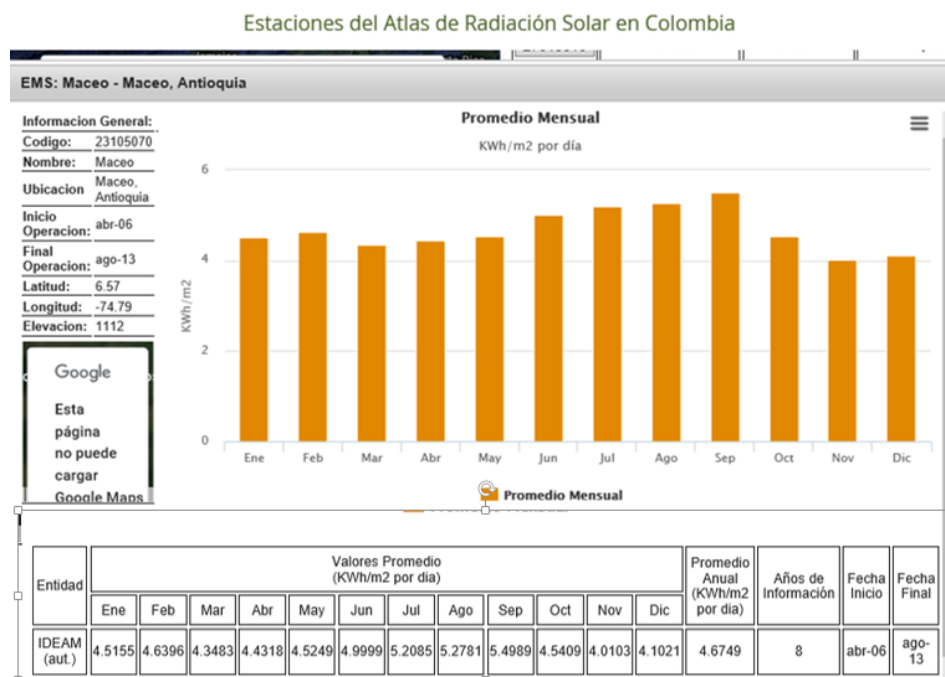 Estaciones del Atlas de Radiación Solar en Colombia
EMS: Maceo - Maceo, Antioquia
Informacion General:
Codigo: 23105070
Nombre: Maceo
Ubicacion Maceo, Antioquia
Inicio Operacion: abr-06
Final Operacion: ago-13
Latitud: 6.57
Longitud: -74.79
Elevacion: 1112
Google
Esta
página
no puede
cargar
Google Maps
Promedio Mensual
KWh/m2 por día
KWh/m2
6
4
2
0
Ene Feb Mar Abr May Jun Jul Ago Sep Oct Nov Dic
Promedio Mensual
Entidad
Valores Promedio
(KWh/m2 por dia)
Promedio
Anual
(KWh/m2
por dia)
Años de
Información
Fecha
Inicio
Fecha
Final
Ene Feb Mar Abr May Jun Jul Ago Sep Oct Nov Dic
IDEAM
(aut.)
4.5155 4.6396 4.3483 4.4318 4.5249 4.9999 5.2085 5.2781 5.4989 4.5409 4.0103 4.1021 4.6749 8 abr-06 ago-
13